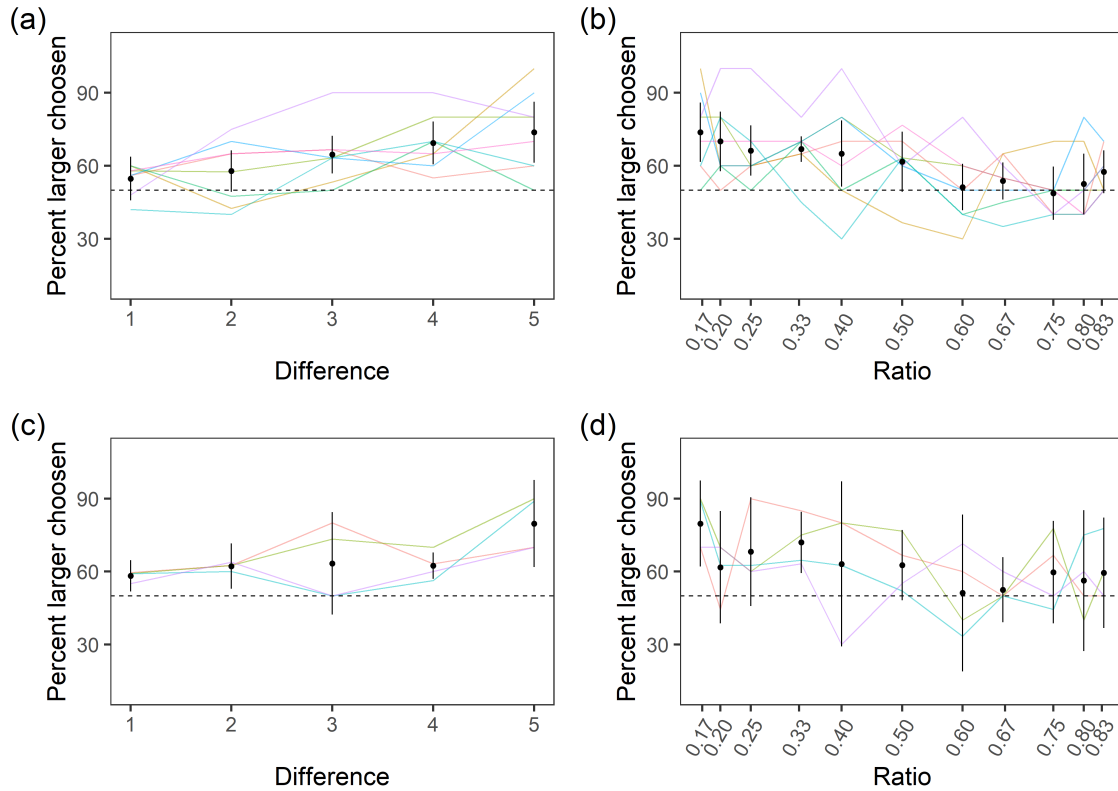 (a)
Percent larger choosen
90
60
30
1 2 3 4 5
Difference
(b)
Percent larger choosen
90
60
30
0.17 0.20 0.25 0.33 0.40 0.50 0.60 0.67 0.75 0.80 0.83
Ratio
(c)
Percent larger choosen
90
60
30
1 2 3 4 5
Difference
(d)
Percent larger choosen
90
60
30
0.17 0.20 0.25 0.33 0.40 0.50 0.60 0.67 0.75 0.80 0.83
Ratio